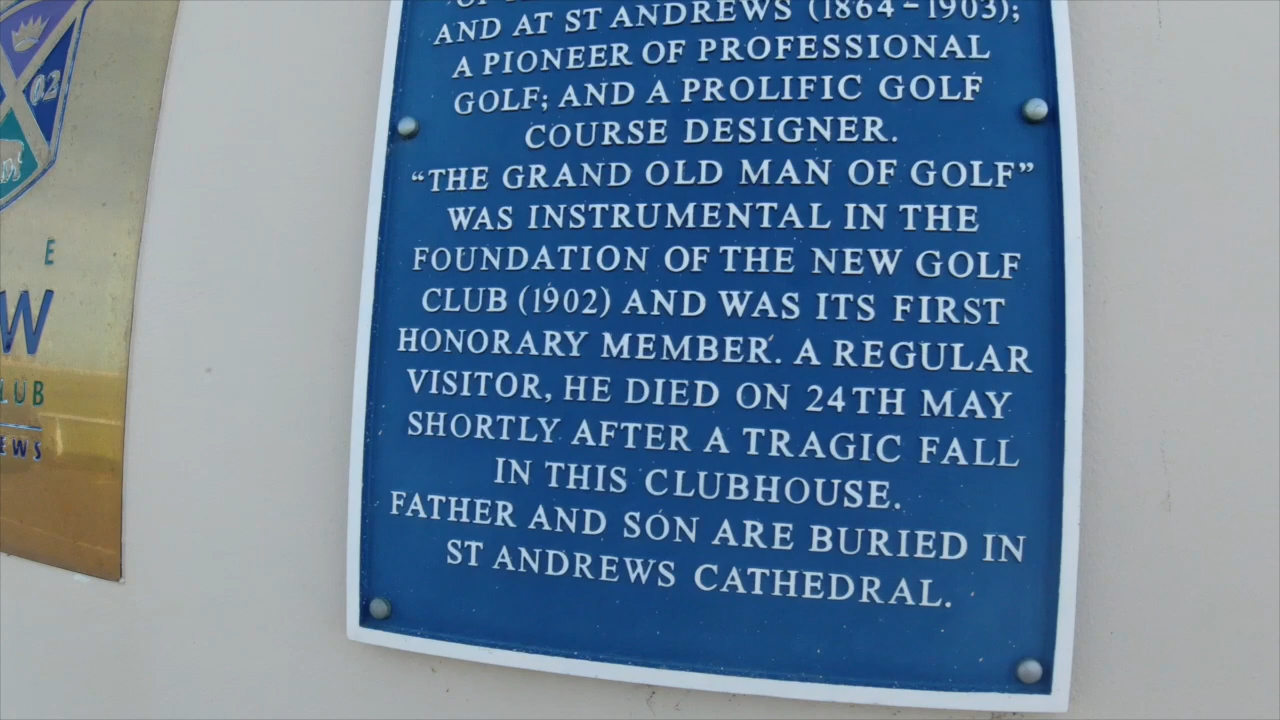 02
E
W
LUB
EWS
AND AT ST ANDREWS (1864-1903);
A PIONEER OF PROFESSIONAL
GOLF; AND A PROLIFIC GOLF
COURSE DESIGNER.
“THE GRAND OLD MAN OF GOLF”
WAS INSTRUMENTAL IN THE
FOUNDATION OF THE NEW GOLF
CLUB (1902) AND WAS ITS FIRST
HONORARY MEMBER. A REGULAR
VISITOR, HE DIED ON 24TH MAY
SHORTLY AFTER A TRAGIC FALL
IN THIS CLUBHOUSE.
FATHER AND SON ARE BURIED IN
ST ANDREWS CATHEDRAL.